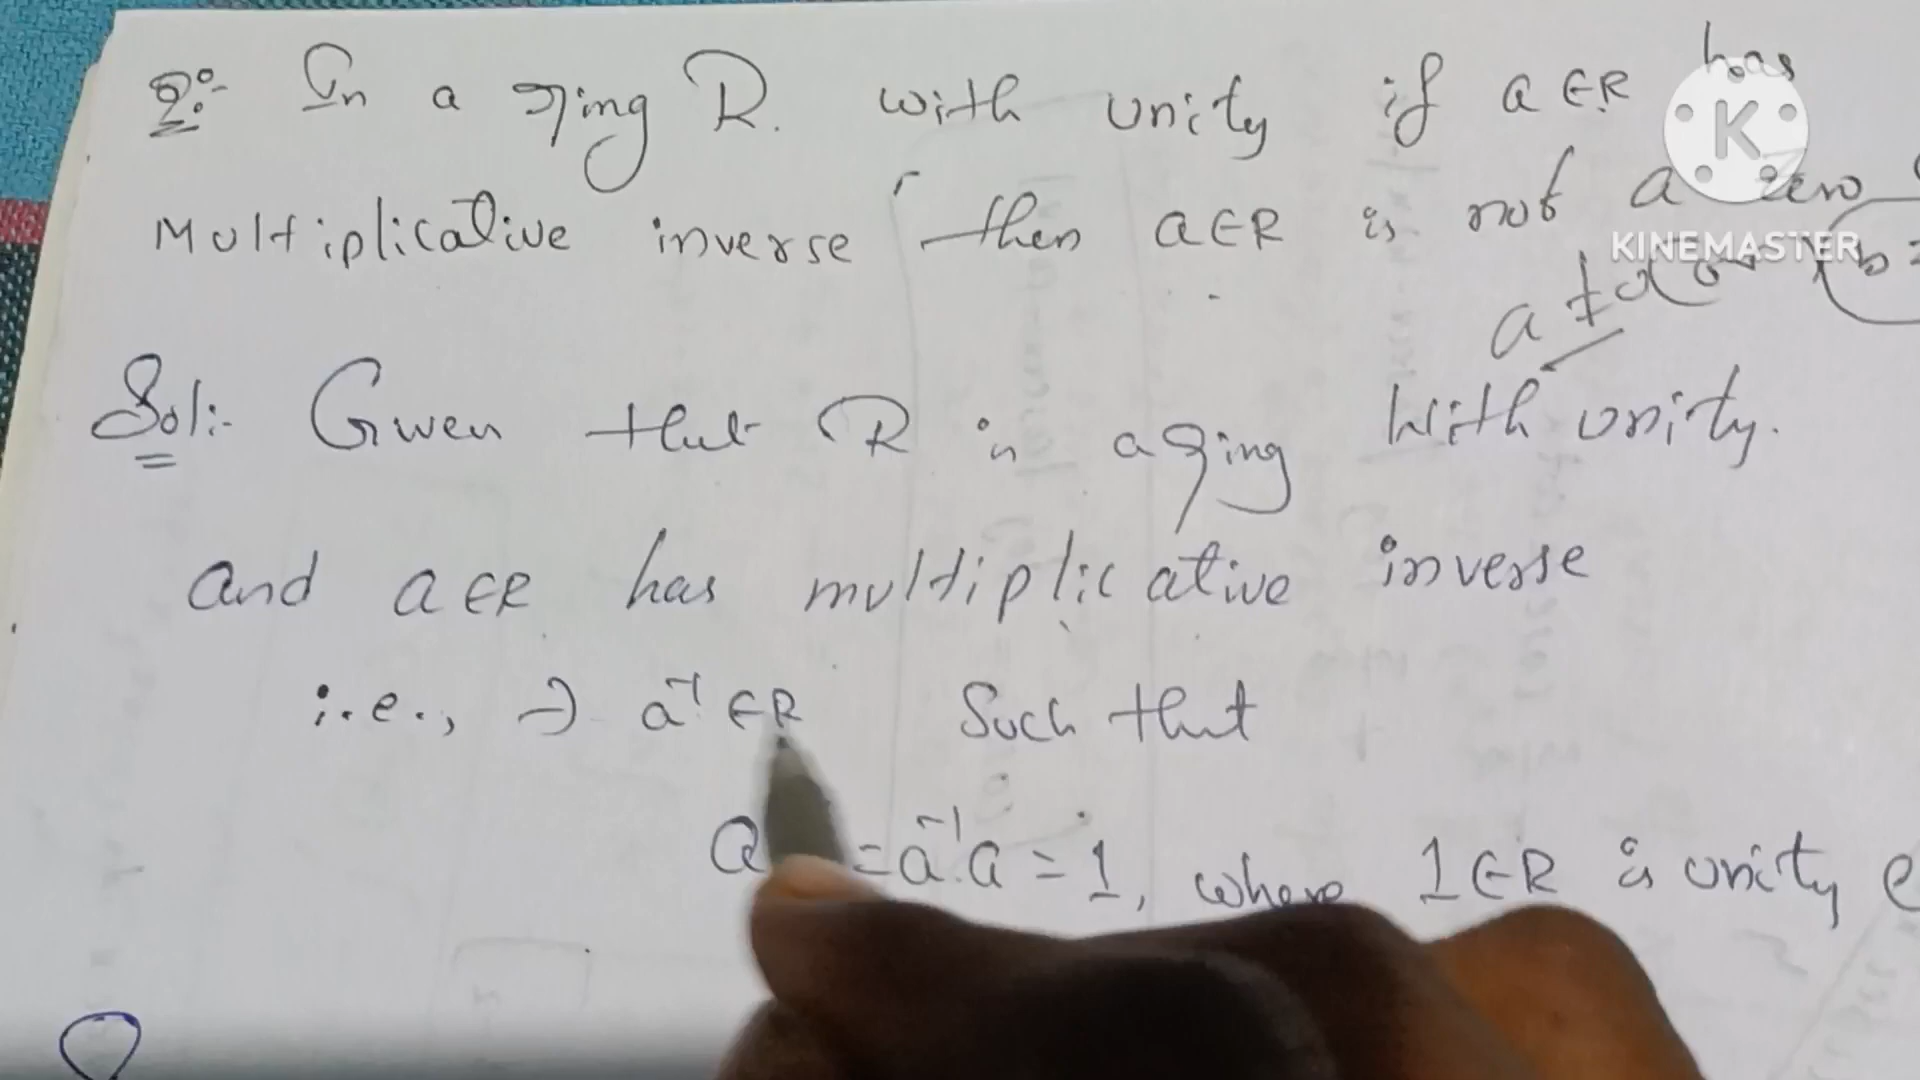 Q:- In a ring R. with unity if a∈R has
Multiplicative inverse then a∈R is not a zero
KINEMASTER
a ≠
Sol:- Given that R is a ring with unity.
and a∈R has multiplicative inverse
i.e., ⇒ a⁻¹ ∈R Such that
a = a⁻¹.a = 1, where 1∈R is unity e